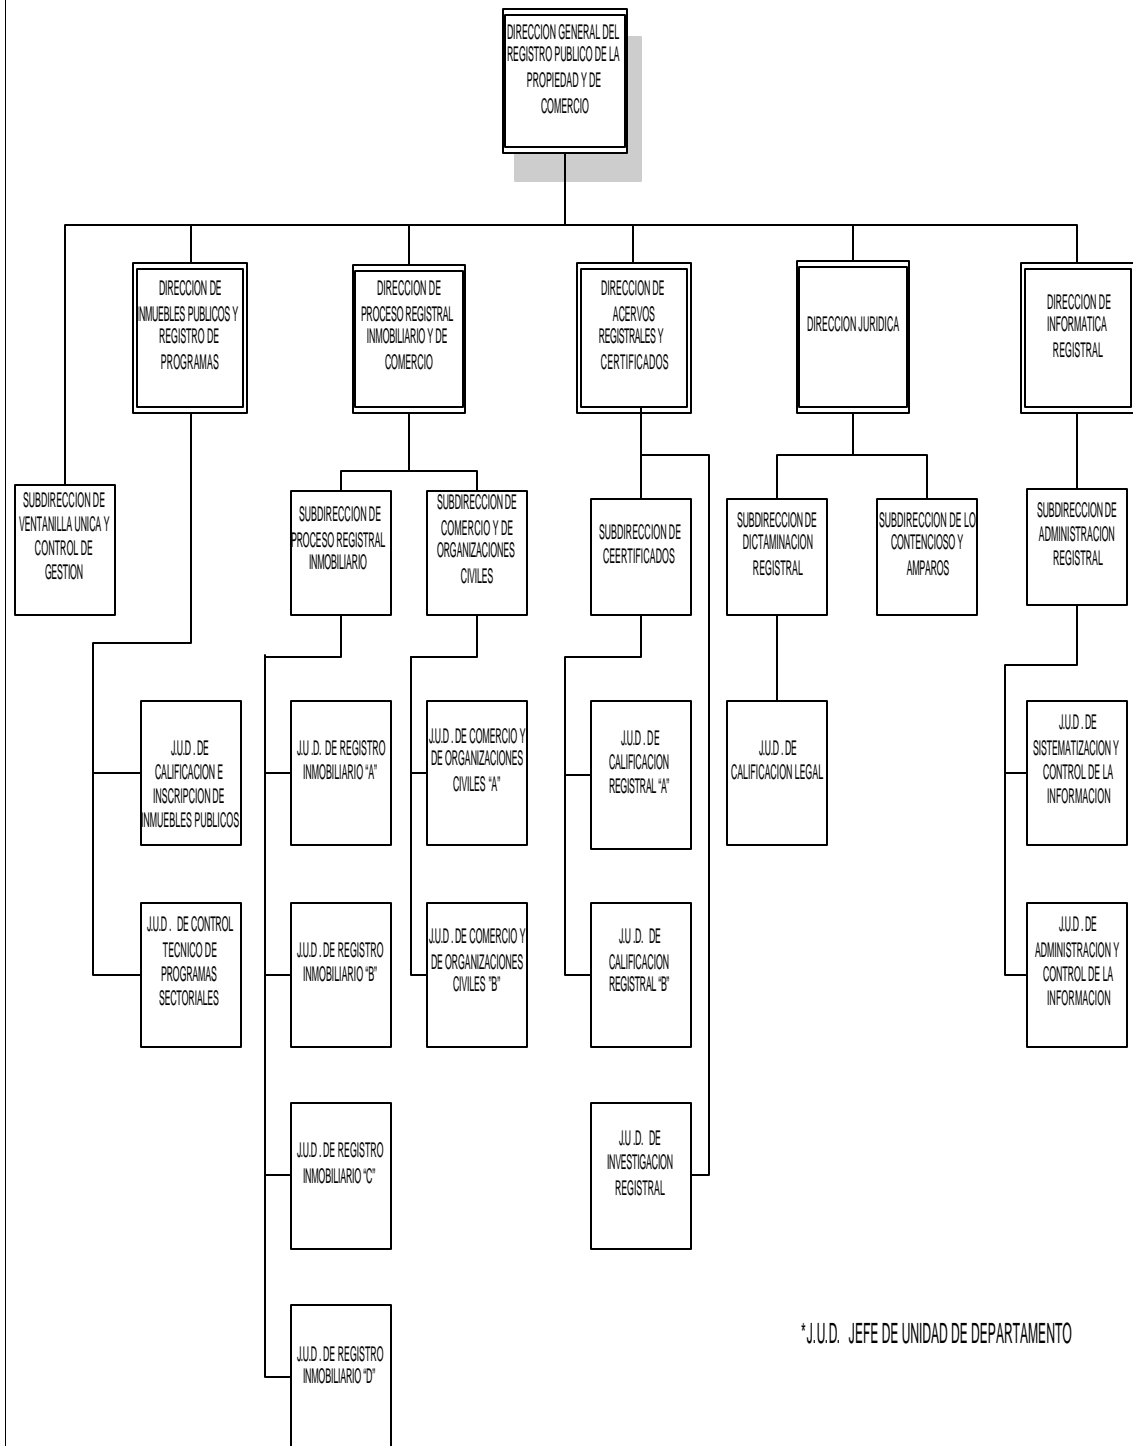 DIRECCION GENERAL DEL
REGISTRO PUBLICO DE LA
PROPIEDAD Y DE
COMERCIO
DIRECCION DE
INMUEBLES PUBLICOS Y
REGISTRO DE
PROGRAMAS
DIRECCION DE
PROCESO REGISTRAL
INMOBILIARIO Y DE
COMERCIO
DIRECCION DE
ACERVOS
REGISTRALES Y
CERTIFICADOS
DIRECCION JURIDICA
DIRECCION DE
INFORMATICA
REGISTRAL
SUBDIRECCION DE
VENTANILLA UNICA Y
CONTROL DE
GESTION
SUBDIRECCION DE
PROCESO REGISTRAL
INMOBILIARIO
SUBDIRECCION DE
COMERCIO Y DE
ORGANIZACIONES
CIVILES
SUBDIRECCION DE
CEERTIFICADOS
SUBDIRECCION DE
DICTAMINACION
REGISTRAL
SUBDIRECCION DE LO
CONTENCIOSO Y
AMPAROS
SUBDIRECCION DE
ADMINISTRACION
REGISTRAL
J.U.D. DE
CALIFICACION E
INSCRIPCION DE
INMUEBLES PUBLICOS
J.U.D. DE REGISTRO
INMOBILIARIO “A”
J.U.D. DE COMERCIO Y
DE ORGANIZACIONES
CIVILES “A”
J.U.D. DE
CALIFICACION
REGISTRAL “A”
J.U.D. DE
CALIFICACION LEGAL
J.U.D. DE
SISTEMATIZACION Y
CONTROL DE LA
INFORMACION
J.U.D. DE CONTROL
TECNICO DE
PROGRAMAS
SECTORIALES
J.U.D. DE REGISTRO
INMOBILIARIO “B”
J.U.D. DE COMERCIO Y
DE ORGANIZACIONES
CIVILES ”B”
J.U.D. DE
CALIFICACION
REGISTRAL “B”
J.U.D. DE
ADMINISTRACION Y
CONTROL DE LA
INFORMACION
J.U.D. DE REGISTRO
INMOBILIARIO “C”
J.U.D. DE
INVESTIGACION
REGISTRAL
J.U.D. DE REGISTRO
INMOBILIARIO “D”
*J.U.D. JEFE DE UNIDAD DE DEPARTAMENTO